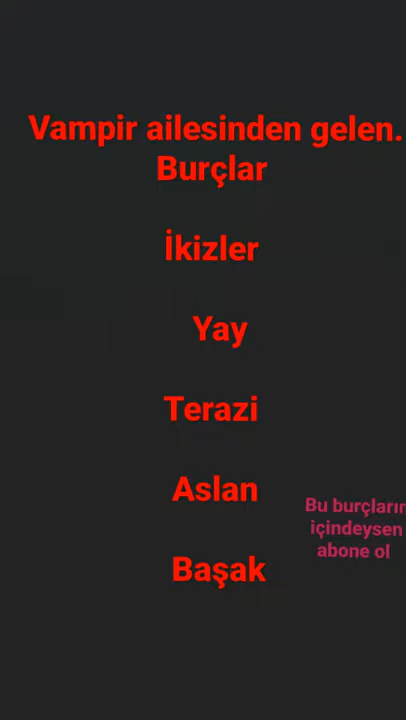 Vampir ailesinden gelen.
Burçlar
İkizler
Yay
Terazi
Aslan
Başak
Bu burçların
içindeysen
abone ol